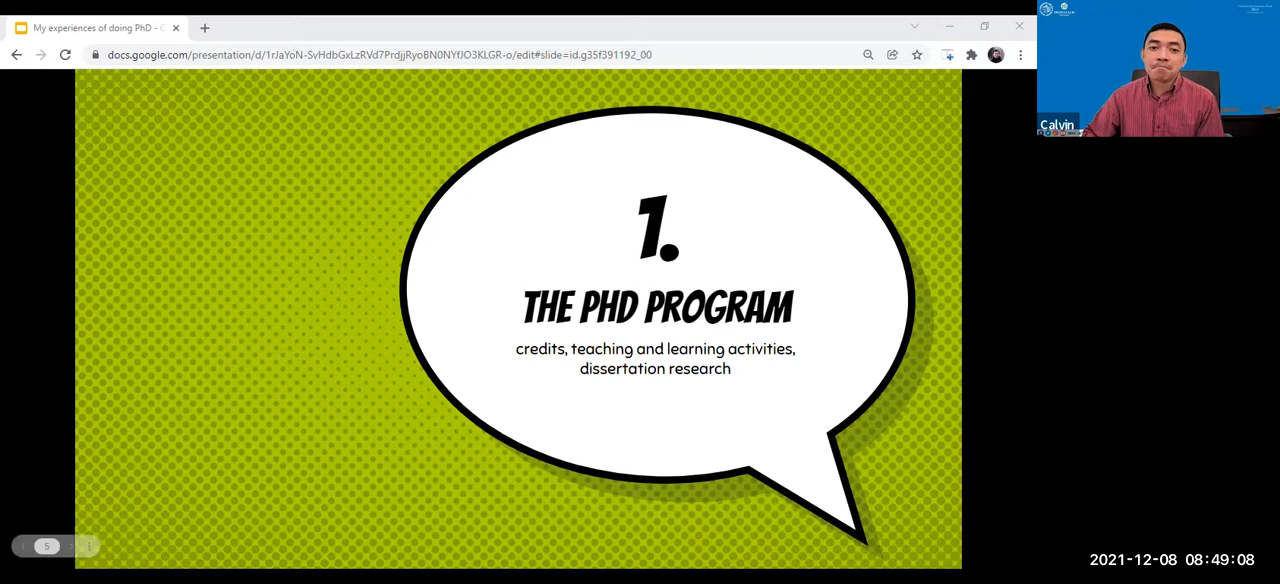 My experiences of doing PhD - G
docs.google.com/presentation/d/1rJaYoN-SvHdbGxLzRVd7PrdjjRyoBN0NYfJO3KLGR-o/edit#slide=id.g35f391192_00
Calvin
1.
THE PHD PROGRAM
credits, teaching and learning activities,
dissertation research
5
2021-12-08 08:49:08